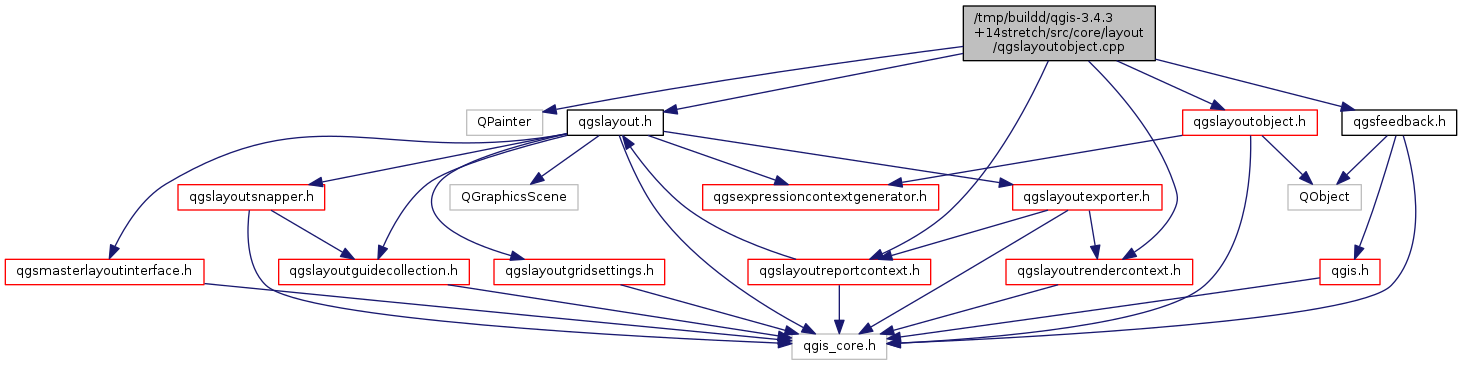 /tmp/buildd/qgis-3.4.3
+14stretch/src/core/layout
/qgslayoutobject.cpp
QPainter
qgslayout.h
qgslayoutobject.h
qgsfeedback.h
qgslayoutsnapper.h
QGraphicsScene
qgsexpressioncontextgenerator.h
qgslayoutexporter.h
QObject
qgsmasterlayoutinterface.h
qgslayoutguidecollection.h
qgslayoutgridsettings.h
qgslayoutreportcontext.h
qgslayoutrendercontext.h
qgis.h
qgis_core.h